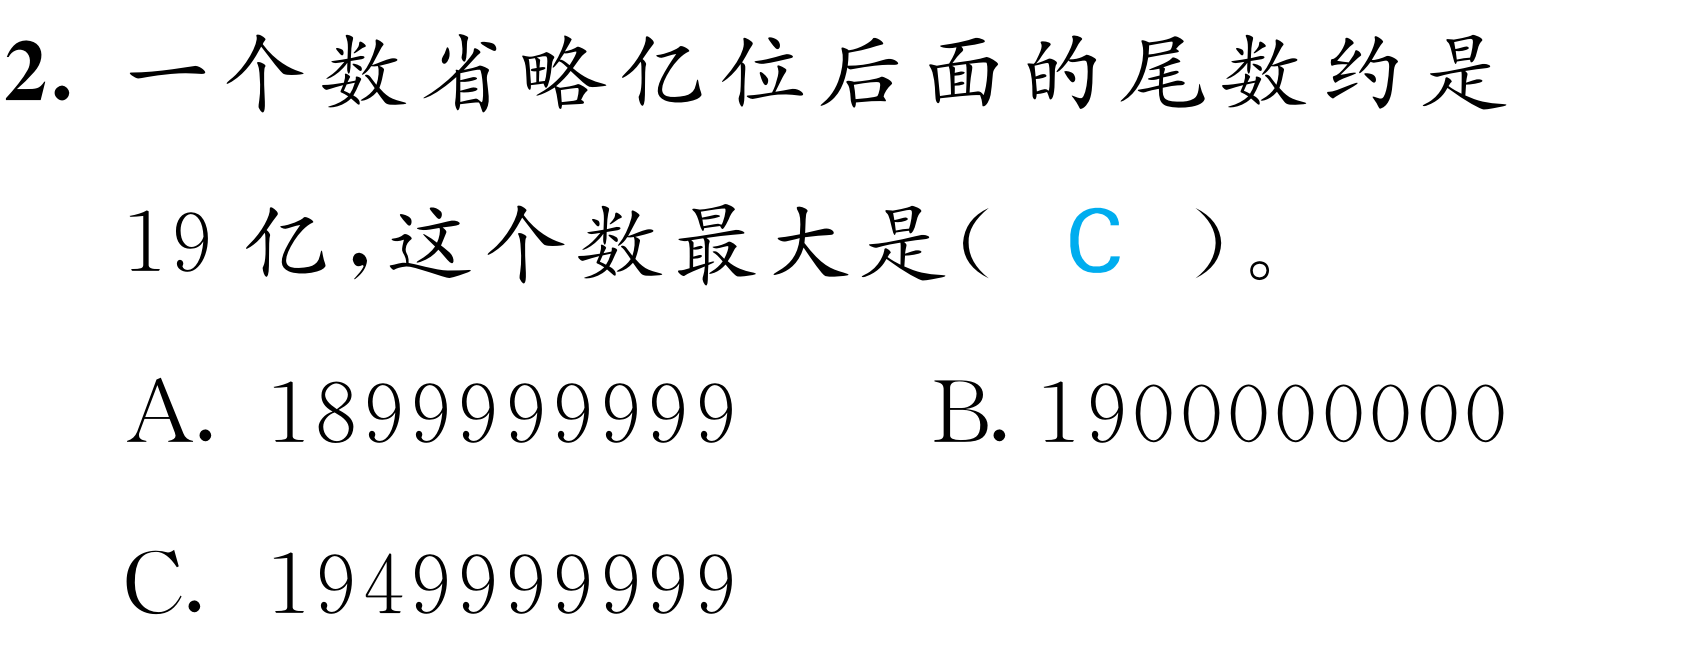 2. 一个数省略亿位后面的尾数约是
19 亿,这个数最大是( C )。
A. 1899999999 B. 1900000000
C. 1949999999